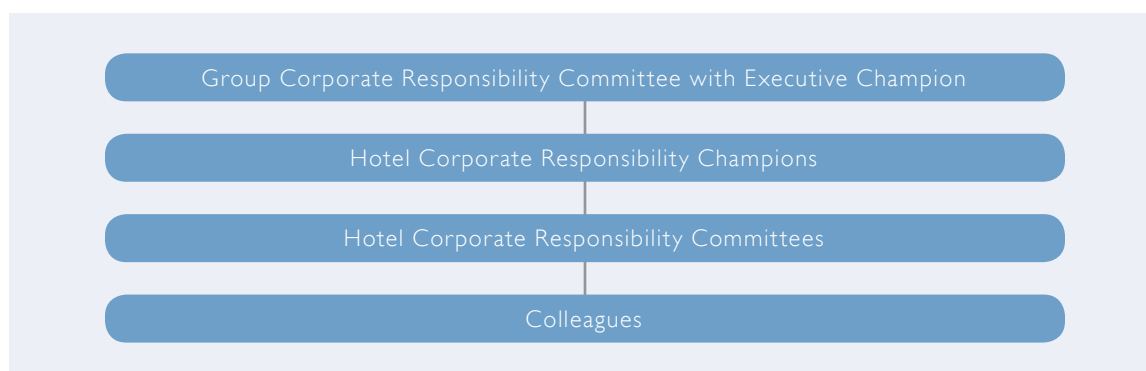 Group Corporate Responsibility Committee with Executive Champion
Hotel Corporate Responsibility Champions
Hotel Corporate Responsibility Committees
Colleagues